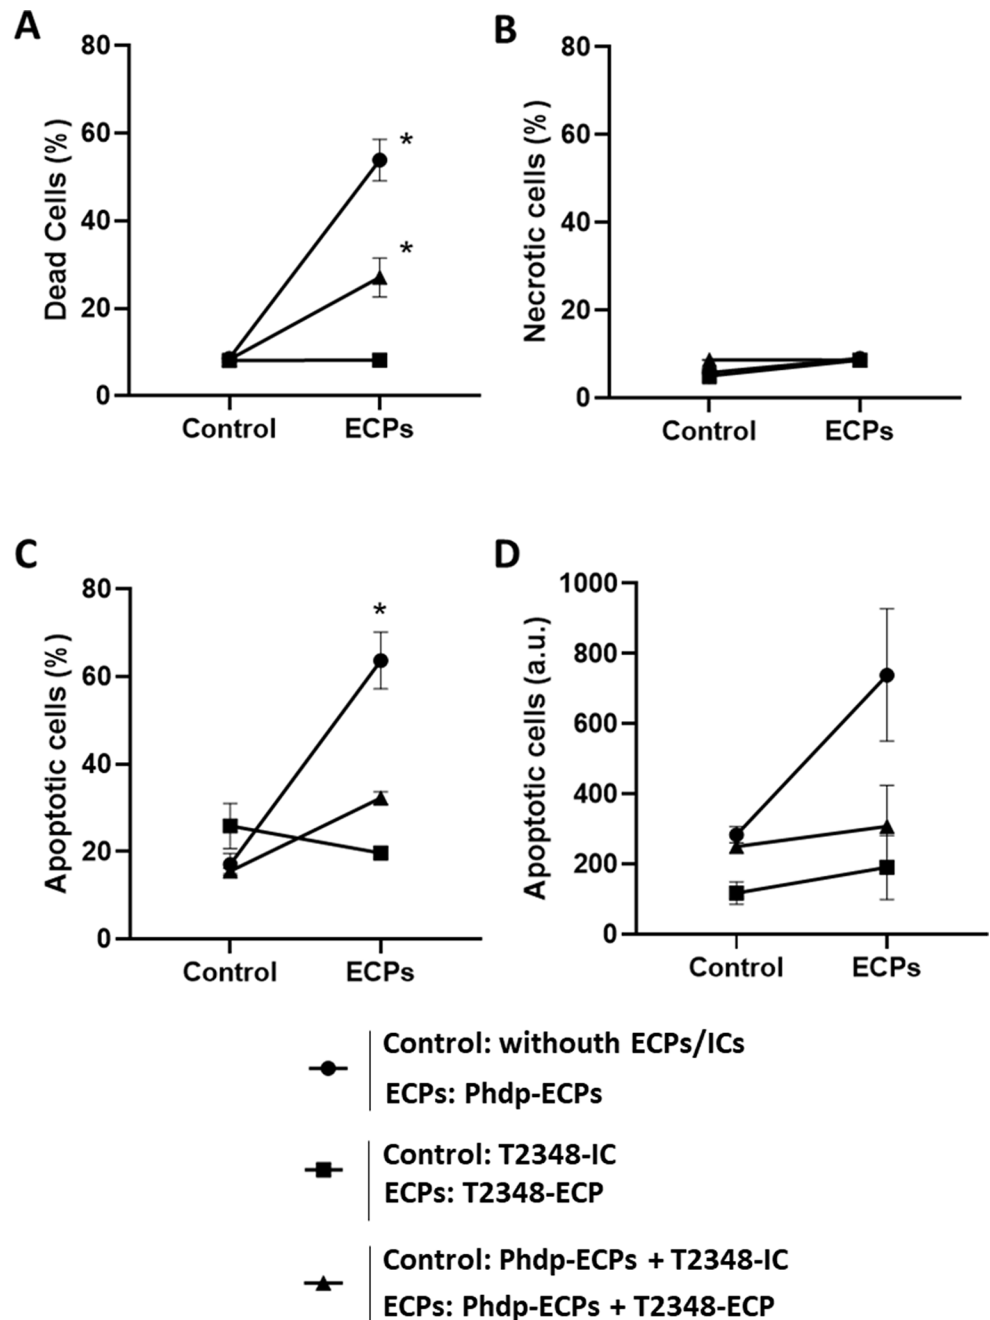 A
80
60
40
20
0
Dead Cells (%)
*
*
Control ECPs
B
80
60
40
20
0
Necrotic cells (%)
Control ECPs
C
80
60
40
20
0
Apoptotic cells (%)
*
Control ECPs
D
1000
800
600
400
200
0
Apoptotic cells (a.u.)
Control ECPs
Control: withouth ECPs/ICs
ECPs: Phdp-ECPs
Control: T2348-IC
ECPs: T2348-ECP
Control: Phdp-ECPs + T2348-IC
ECPs: Phdp-ECPs + T2348-ECP